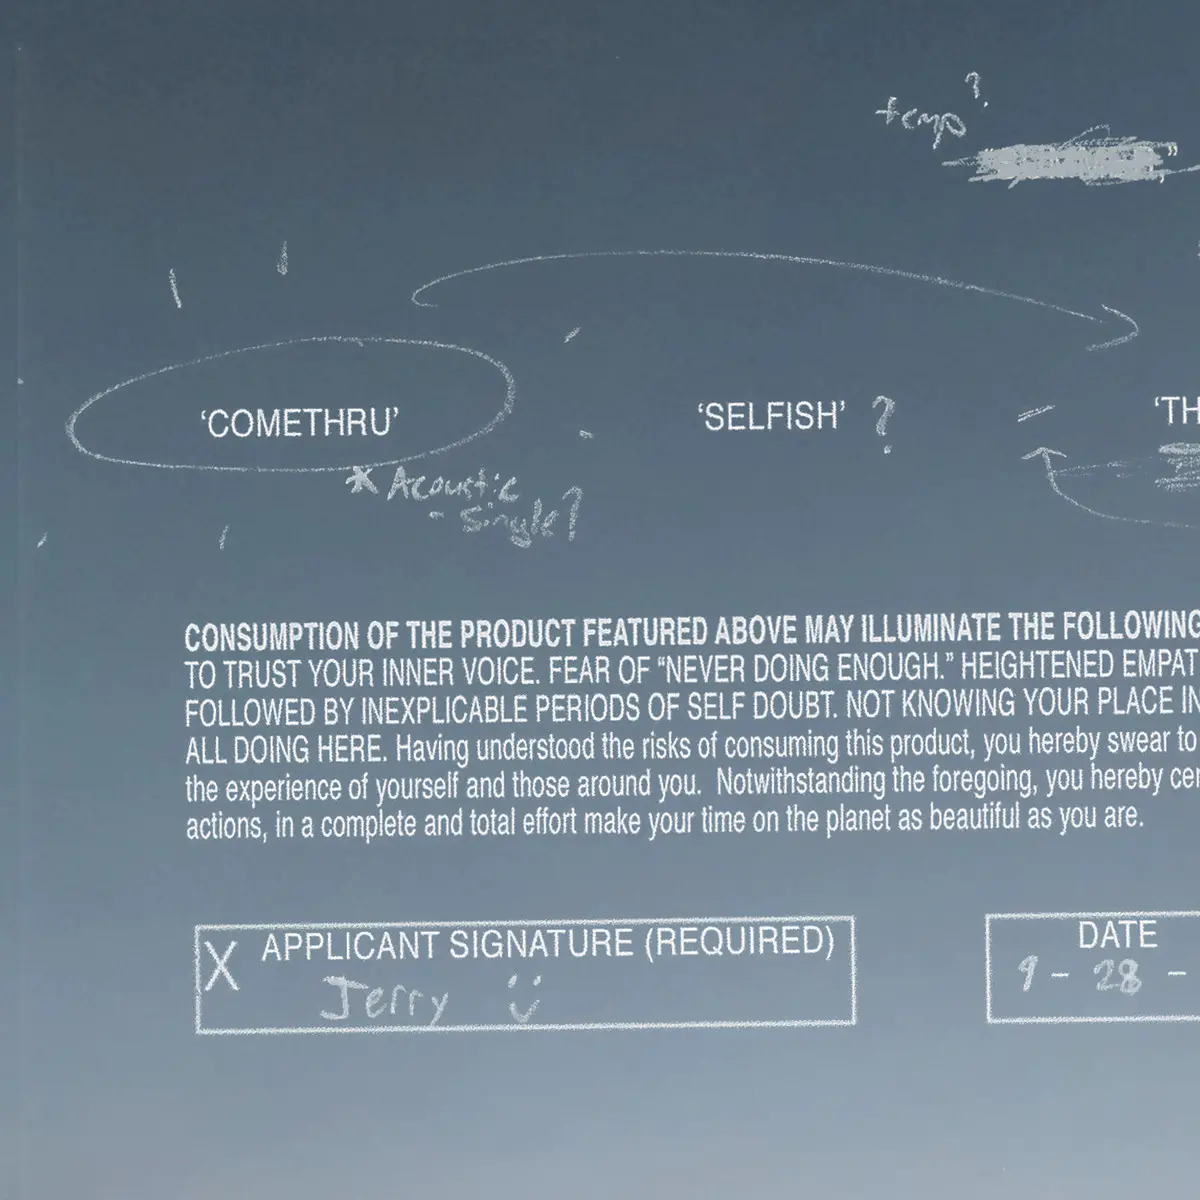 temp?
"
'COMETHRU'
'SELFISH' ?
'TH
* Acoustic
- Single?
CONSUMPTION OF THE PRODUCT FEATURED ABOVE MAY ILLUMINATE THE FOLLOWING
TO TRUST YOUR INNER VOICE. FEAR OF “NEVER DOING ENOUGH.” HEIGHTENED EMPAT
FOLLOWED BY INEXPLICABLE PERIODS OF SELF DOUBT. NOT KNOWING YOUR PLACE IN
ALL DOING HERE. Having understood the risks of consuming this product, you hereby swear to
the experience of yourself and those around you. Notwithstanding the foregoing, you hereby cer
actions, in a complete and total effort make your time on the planet as beautiful as you are.
X APPLICANT SIGNATURE (REQUIRED)
Jerry
DATE
9 - 28 -